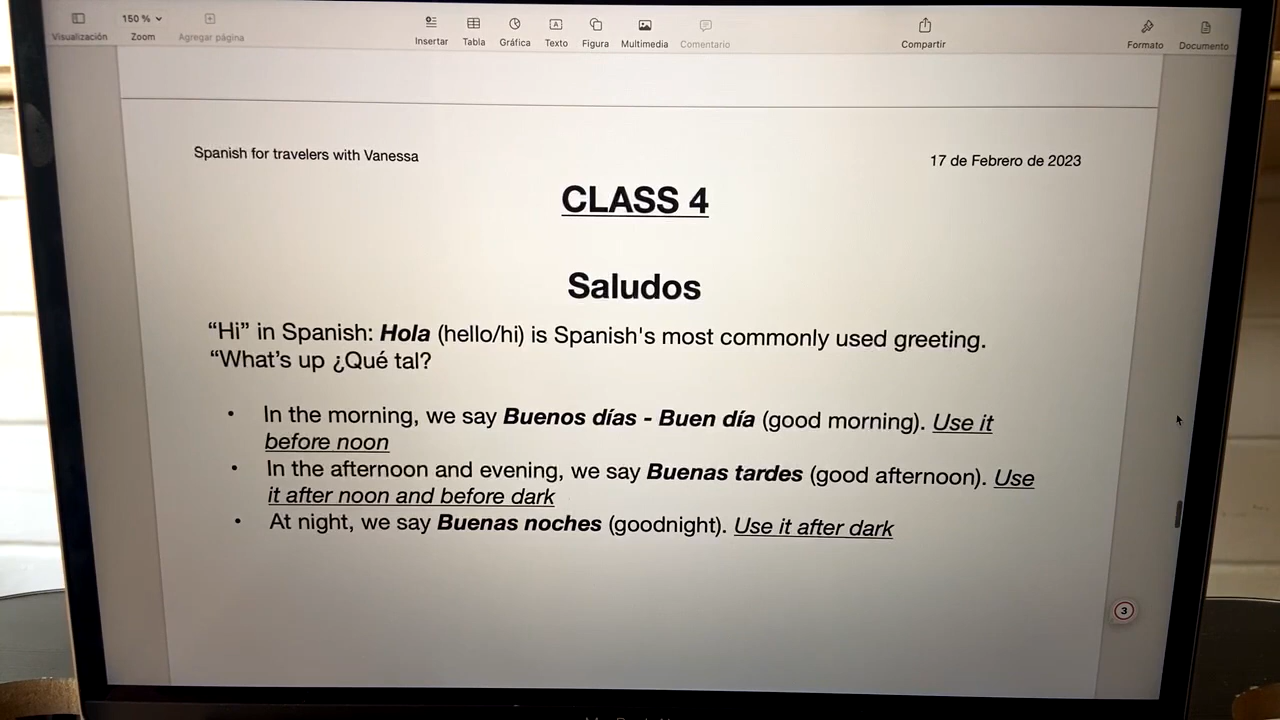 150 %
Visualización Zoom Agregar página Insertar Tabla Gráfica Texto Figura Multimedia Comentario Compartir Formato Documento
Spanish for travelers with Vanessa
17 de Febrero de 2023
CLASS 4
Saludos
“Hi” in Spanish: Hola (hello/hi) is Spanish's most commonly used greeting.
“What’s up ¿Qué tal?
• In the morning, we say Buenos días - Buen día (good morning). Use it
before noon
• In the afternoon and evening, we say Buenas tardes (good afternoon). Use
it after noon and before dark
• At night, we say Buenas noches (goodnight). Use it after dark
3